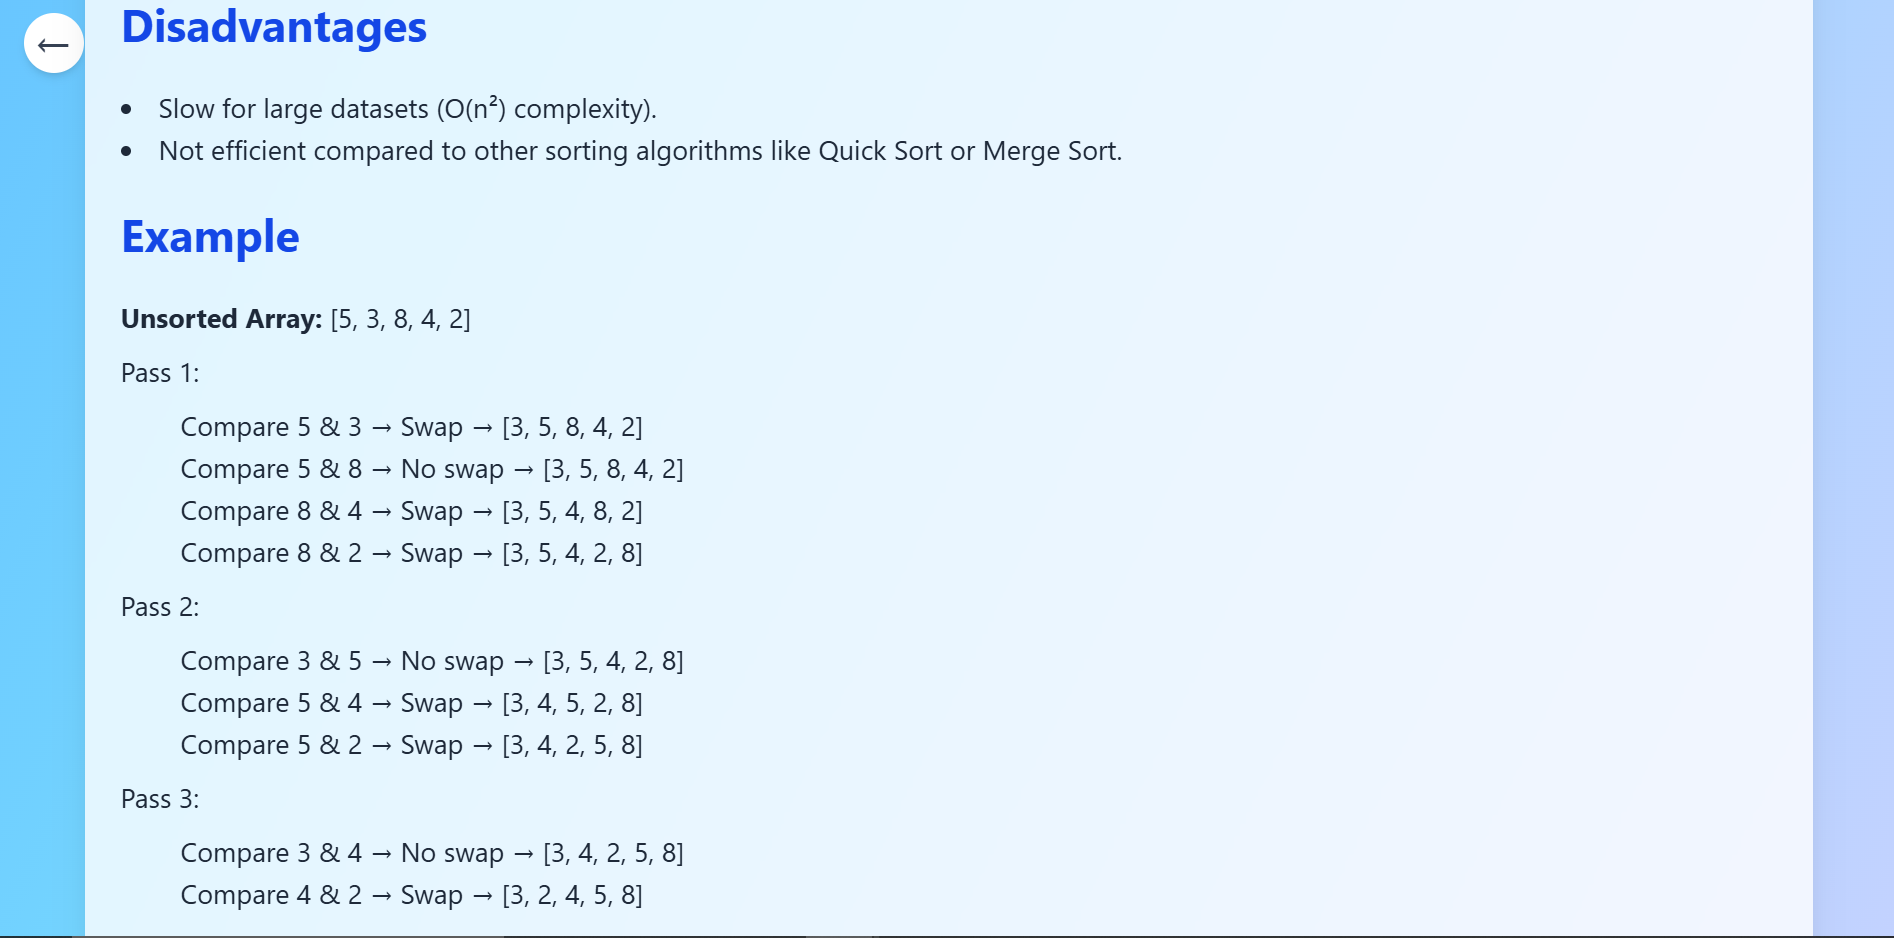 Disadvantages
• Slow for large datasets (O(n²) complexity).
• Not efficient compared to other sorting algorithms like Quick Sort or Merge Sort.
Example
Unsorted Array: [5, 3, 8, 4, 2]
Pass 1:
Compare 5 & 3 → Swap → [3, 5, 8, 4, 2]
Compare 5 & 8 → No swap → [3, 5, 8, 4, 2]
Compare 8 & 4 → Swap → [3, 5, 4, 8, 2]
Compare 8 & 2 → Swap → [3, 5, 4, 2, 8]
Pass 2:
Compare 3 & 5 → No swap → [3, 5, 4, 2, 8]
Compare 5 & 4 → Swap → [3, 4, 5, 2, 8]
Compare 5 & 2 → Swap → [3, 4, 2, 5, 8]
Pass 3:
Compare 3 & 4 → No swap → [3, 4, 2, 5, 8]
Compare 4 & 2 → Swap → [3, 2, 4, 5, 8]